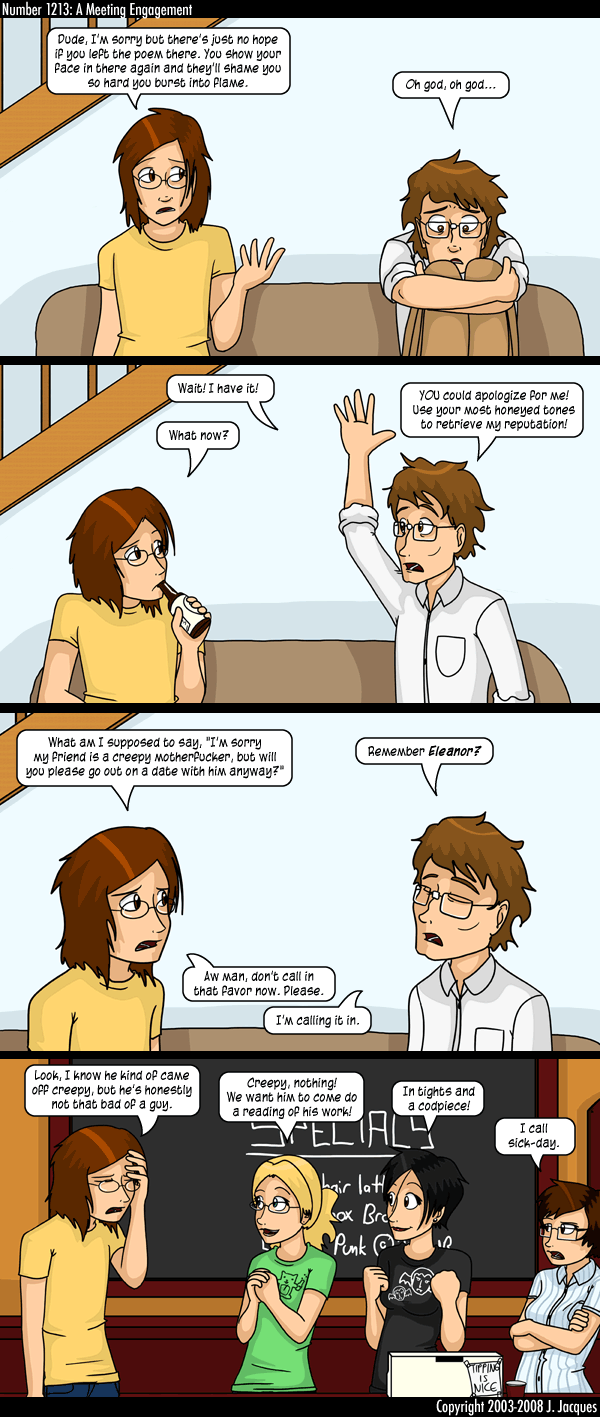 Number 1213: A Meeting Engagement
Dude, I'm sorry but there's just no hope
if you left the poem there. You show your
face in there again and they'll shame you
so hard you burst into flame.
Oh god, oh god...
Wait! I have it!
What now?
YOU could apologize for me!
Use your most honeyed tones
to retrieve my reputation!
What am I supposed to say, "I'm sorry
my friend is a creepy motherfucker, but will
you please go out on a date with him anyway?"
Remember Eleanor?
Aw man, don't call in
that favor now. Please.
I'm calling it in.
Look, I know he kind of came
off creepy, but he's honestly
not that bad of a guy.
Creepy, nothing!
We want him to come do
a reading of his work!
In tights and
a codpiece!
I call
sick-day.
SPECIALS
Punk @
TIPPING
IS
NICE
Copyright 2003-2008 J. Jacques